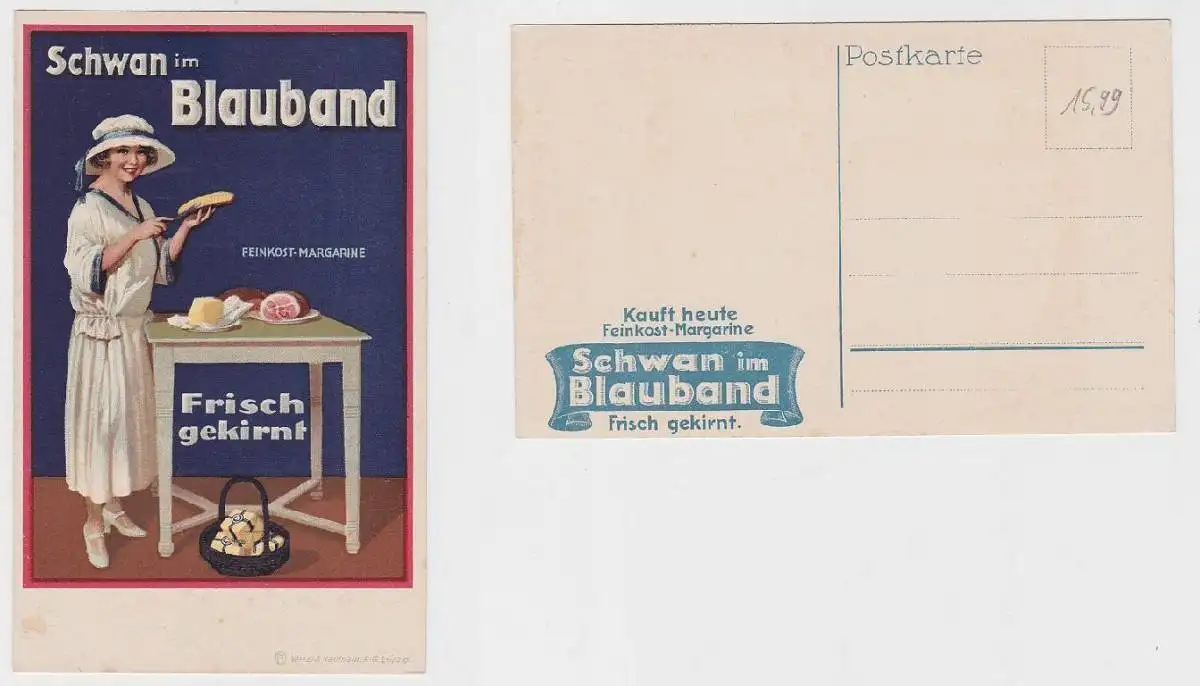 Schwan im
Blauband
FEINKOST-MARGARINE
Frisch
gekirnt
Leipzig
Postkarte
15,99
Kauft heute
Feinkost-Margarine
Schwan im
Blauband
Frisch gekirnt.